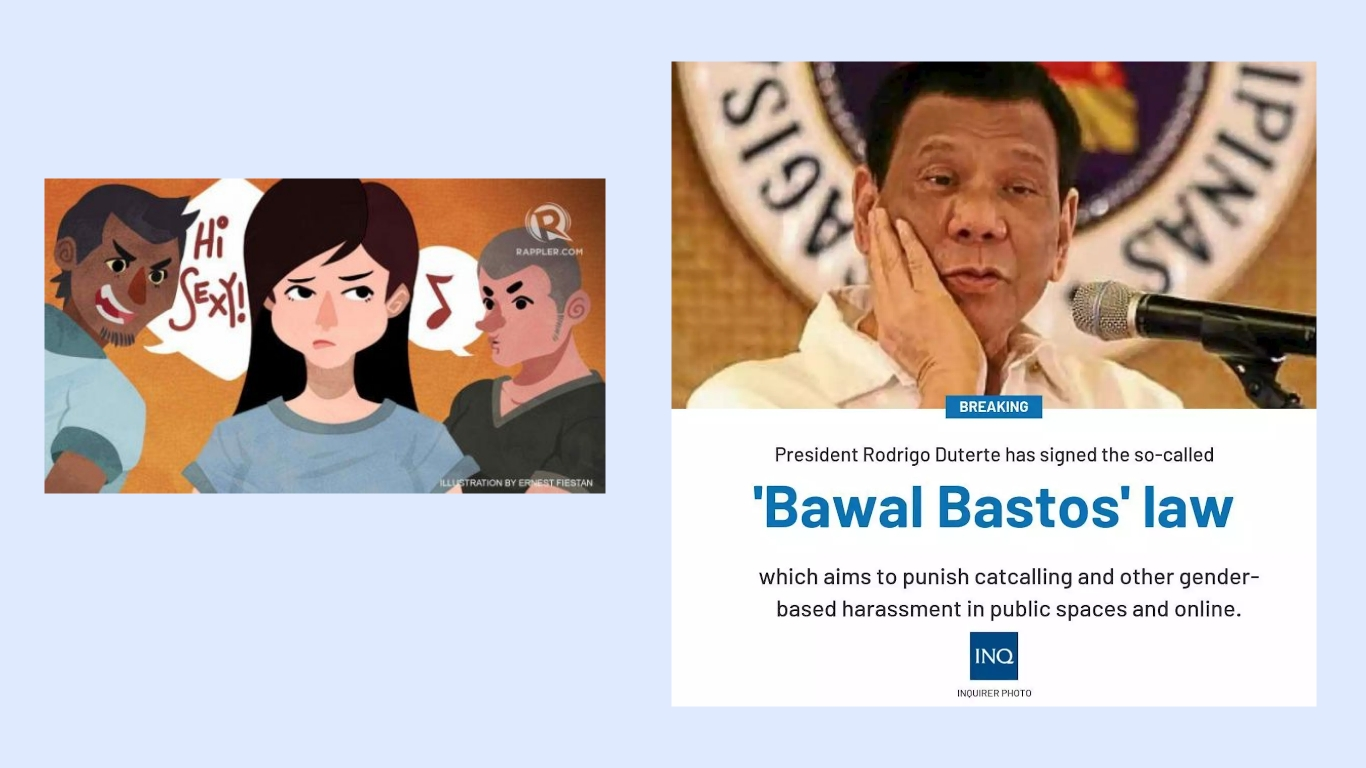 Hi
SEXY!
R
RAPPLER.COM
ILLUSTRATION BY ERNEST FIESTAN
AGIS
IPINAS
BREAKING
President Rodrigo Duterte has signed the so-called
'Bawal Bastos' law
which aims to punish catcalling and other gender-
based harassment in public spaces and online.
INQ
INQUIRER PHOTO